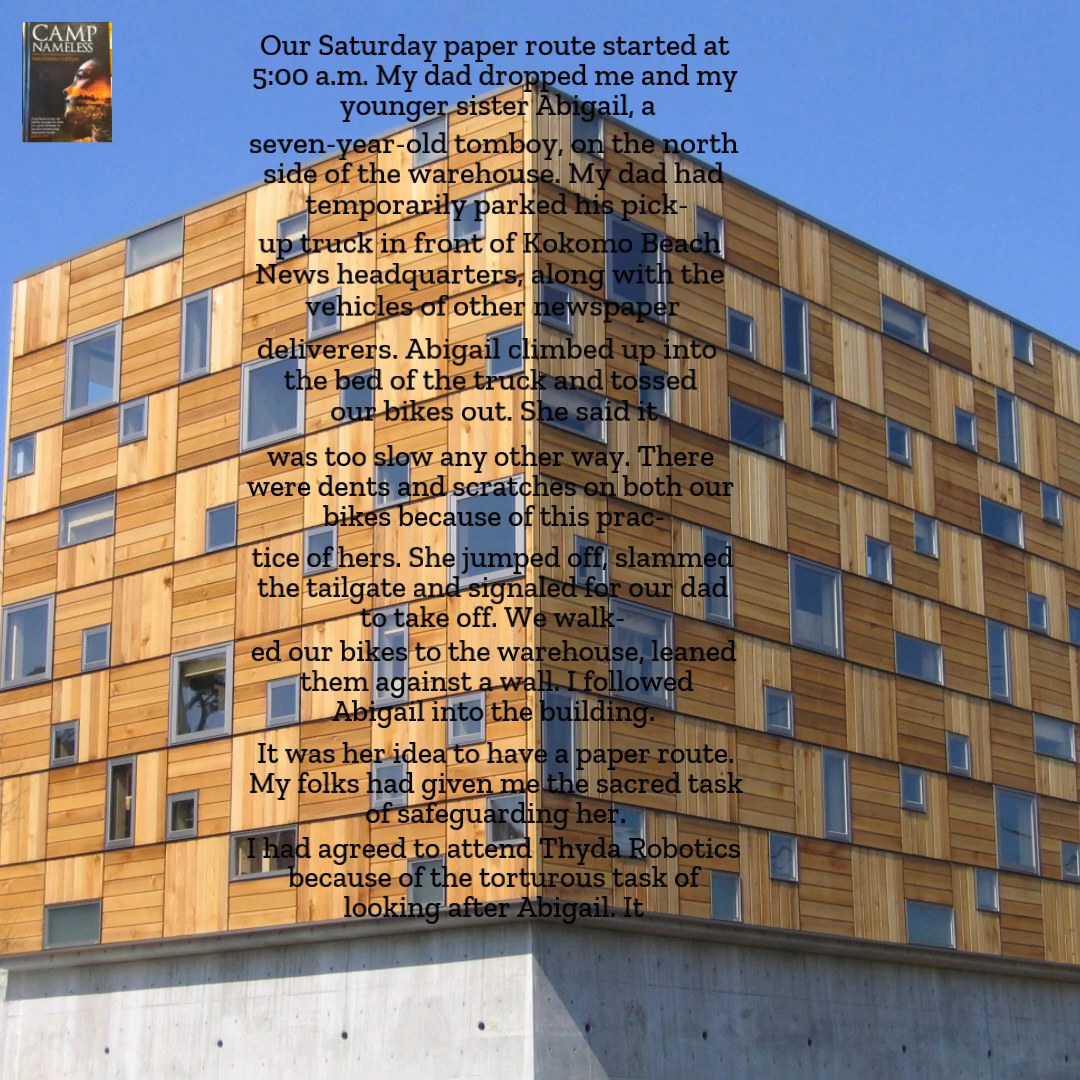 CAMP
NAMELESS
Our Saturday paper route started at
5:00 a.m. My dad dropped me and my
younger sister Abigail, a
seven-year-old tomboy, on the north
side of the warehouse. My dad had
temporarily parked his pick-
up truck in front of Kokomo Beach
News headquarters, along with the
vehicles of other newspaper
deliverers. Abigail climbed up into
the bed of the truck and tossed
our bikes out. She said it
was too slow any other way. There
were dents and scratches on both our
bikes because of this prac-
tice of hers. She jumped off, slammed
the tailgate and signaled for our dad
to take off. We walk-
ed our bikes to the warehouse, leaned
them against a wall. I followed
Abigail into the building.
It was her idea to have a paper route.
My folks had given me the sacred task
of safeguarding her.
I had agreed to attend Thyda Robotics
because of the torturous task of
looking after Abigail. It